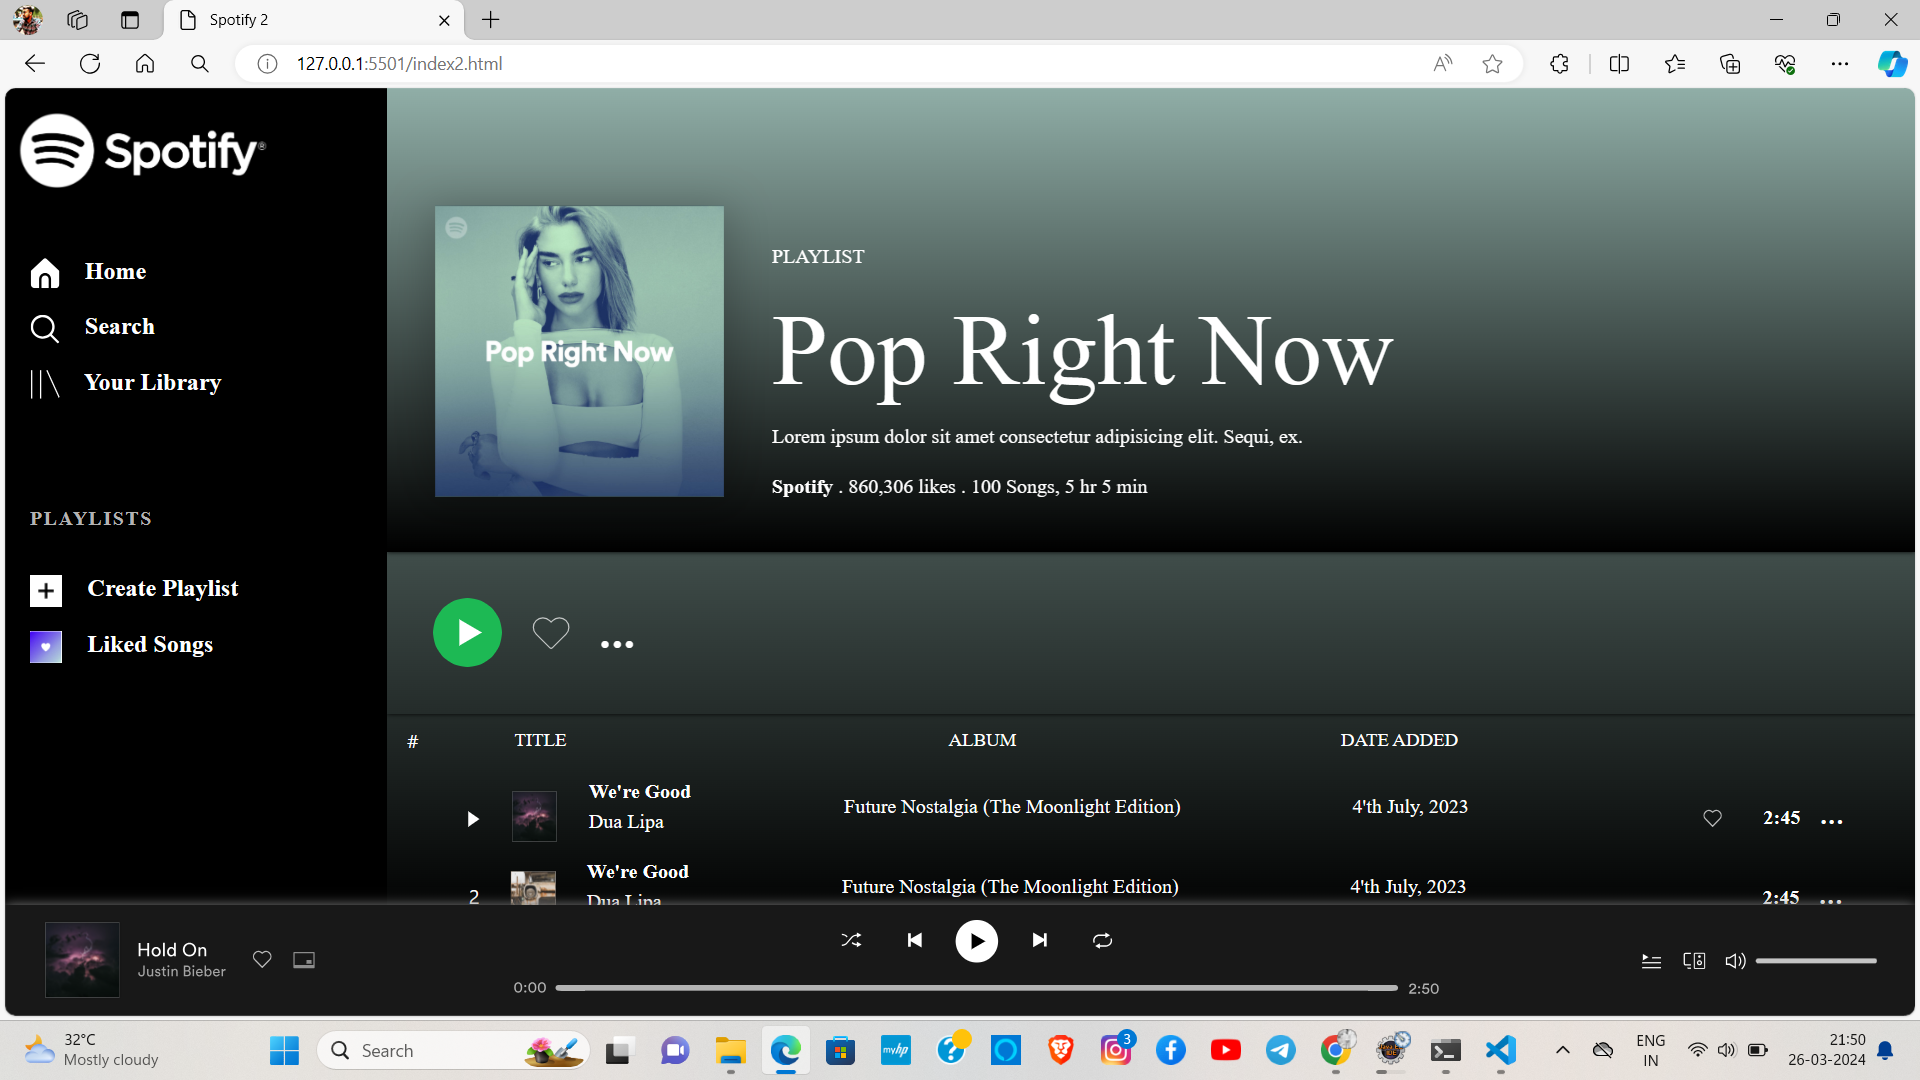 Spotify 2
127.0.0.1:5501/index2.html
Spotify®
Home
Search
Your Library
PLAYLISTS
Create Playlist
Liked Songs
Pop Right Now
PLAYLIST
Pop Right Now
Lorem ipsum dolor sit amet consectetur adipisicing elit. Sequi, ex.
Spotify . 860,306 likes . 100 Songs, 5 hr 5 min
# TITLE ALBUM DATE ADDED
We're Good
Dua Lipa
Future Nostalgia (The Moonlight Edition) 4'th July, 2023 2:45
2
We're Good
Dua Lipa
Future Nostalgia (The Moonlight Edition) 4'th July, 2023 2:45
Hold On
Justin Bieber
0:00 2:50
32°C
Mostly cloudy
Search
myhp
3
ENG
IN
21:50
26-03-2024